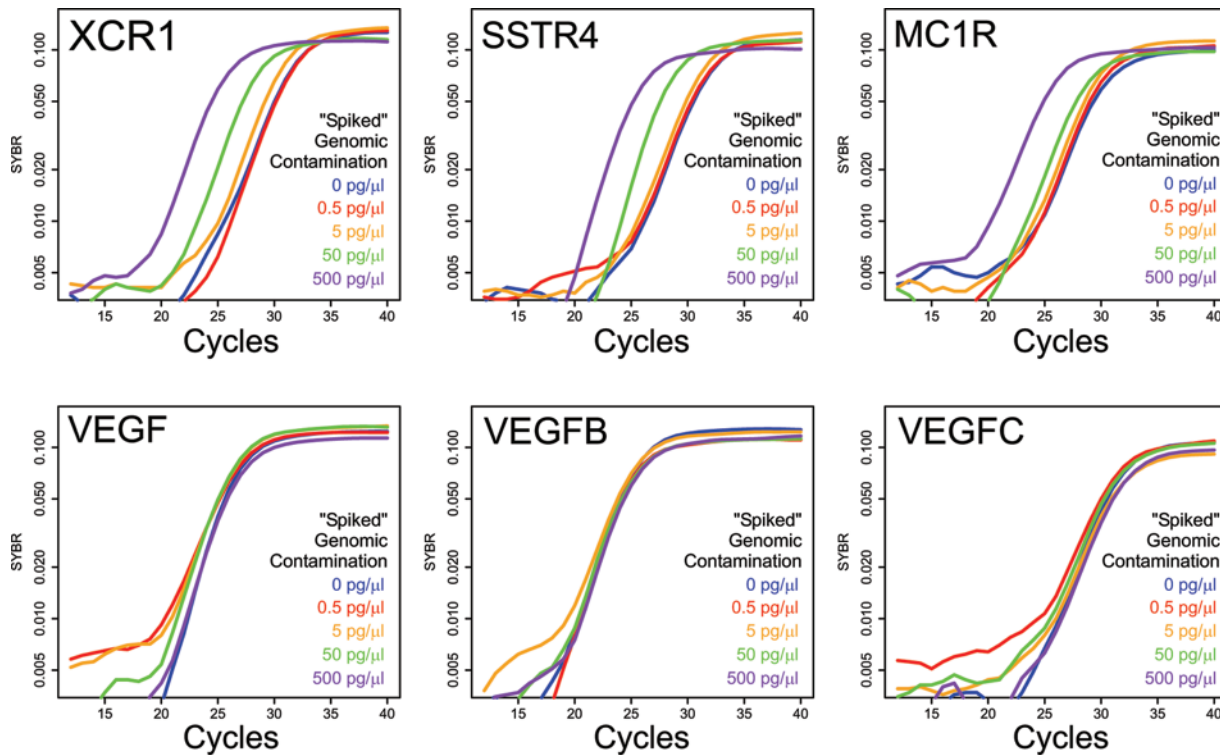 XCR1
SYBR
0.100
0.050
0.020
0.010
0.005
"Spiked"
Genomic
Contamination
0 pg/µl
0.5 pg/µl
5 pg/µl
50 pg/µl
500 pg/µl
15 20 25 30 35 40
Cycles
SSTR4
SYBR
0.100
0.050
0.020
0.010
0.005
"Spiked"
Genomic
Contamination
0 pg/µl
0.5 pg/µl
5 pg/µl
50 pg/µl
500 pg/µl
15 20 25 30 35 40
Cycles
MC1R
SYBR
0.100
0.050
0.020
0.010
0.005
"Spiked"
Genomic
Contamination
0 pg/µl
0.5 pg/µl
5 pg/µl
50 pg/µl
500 pg/µl
15 20 25 30 35 40
Cycles
VEGF
SYBR
0.100
0.050
0.020
0.010
0.005
"Spiked"
Genomic
Contamination
0 pg/µl
0.5 pg/µl
5 pg/µl
50 pg/µl
500 pg/µl
15 20 25 30 35 40
Cycles
VEGFB
SYBR
0.100
0.050
0.020
0.010
0.005
"Spiked"
Genomic
Contamination
0 pg/µl
0.5 pg/µl
5 pg/µl
50 pg/µl
500 pg/µl
15 20 25 30 35 40
Cycles
VEGFC
SYBR
0.100
0.050
0.020
0.010
0.005
"Spiked"
Genomic
Contamination
0 pg/µl
0.5 pg/µl
5 pg/µl
50 pg/µl
500 pg/µl
15 20 25 30 35 40
Cycles